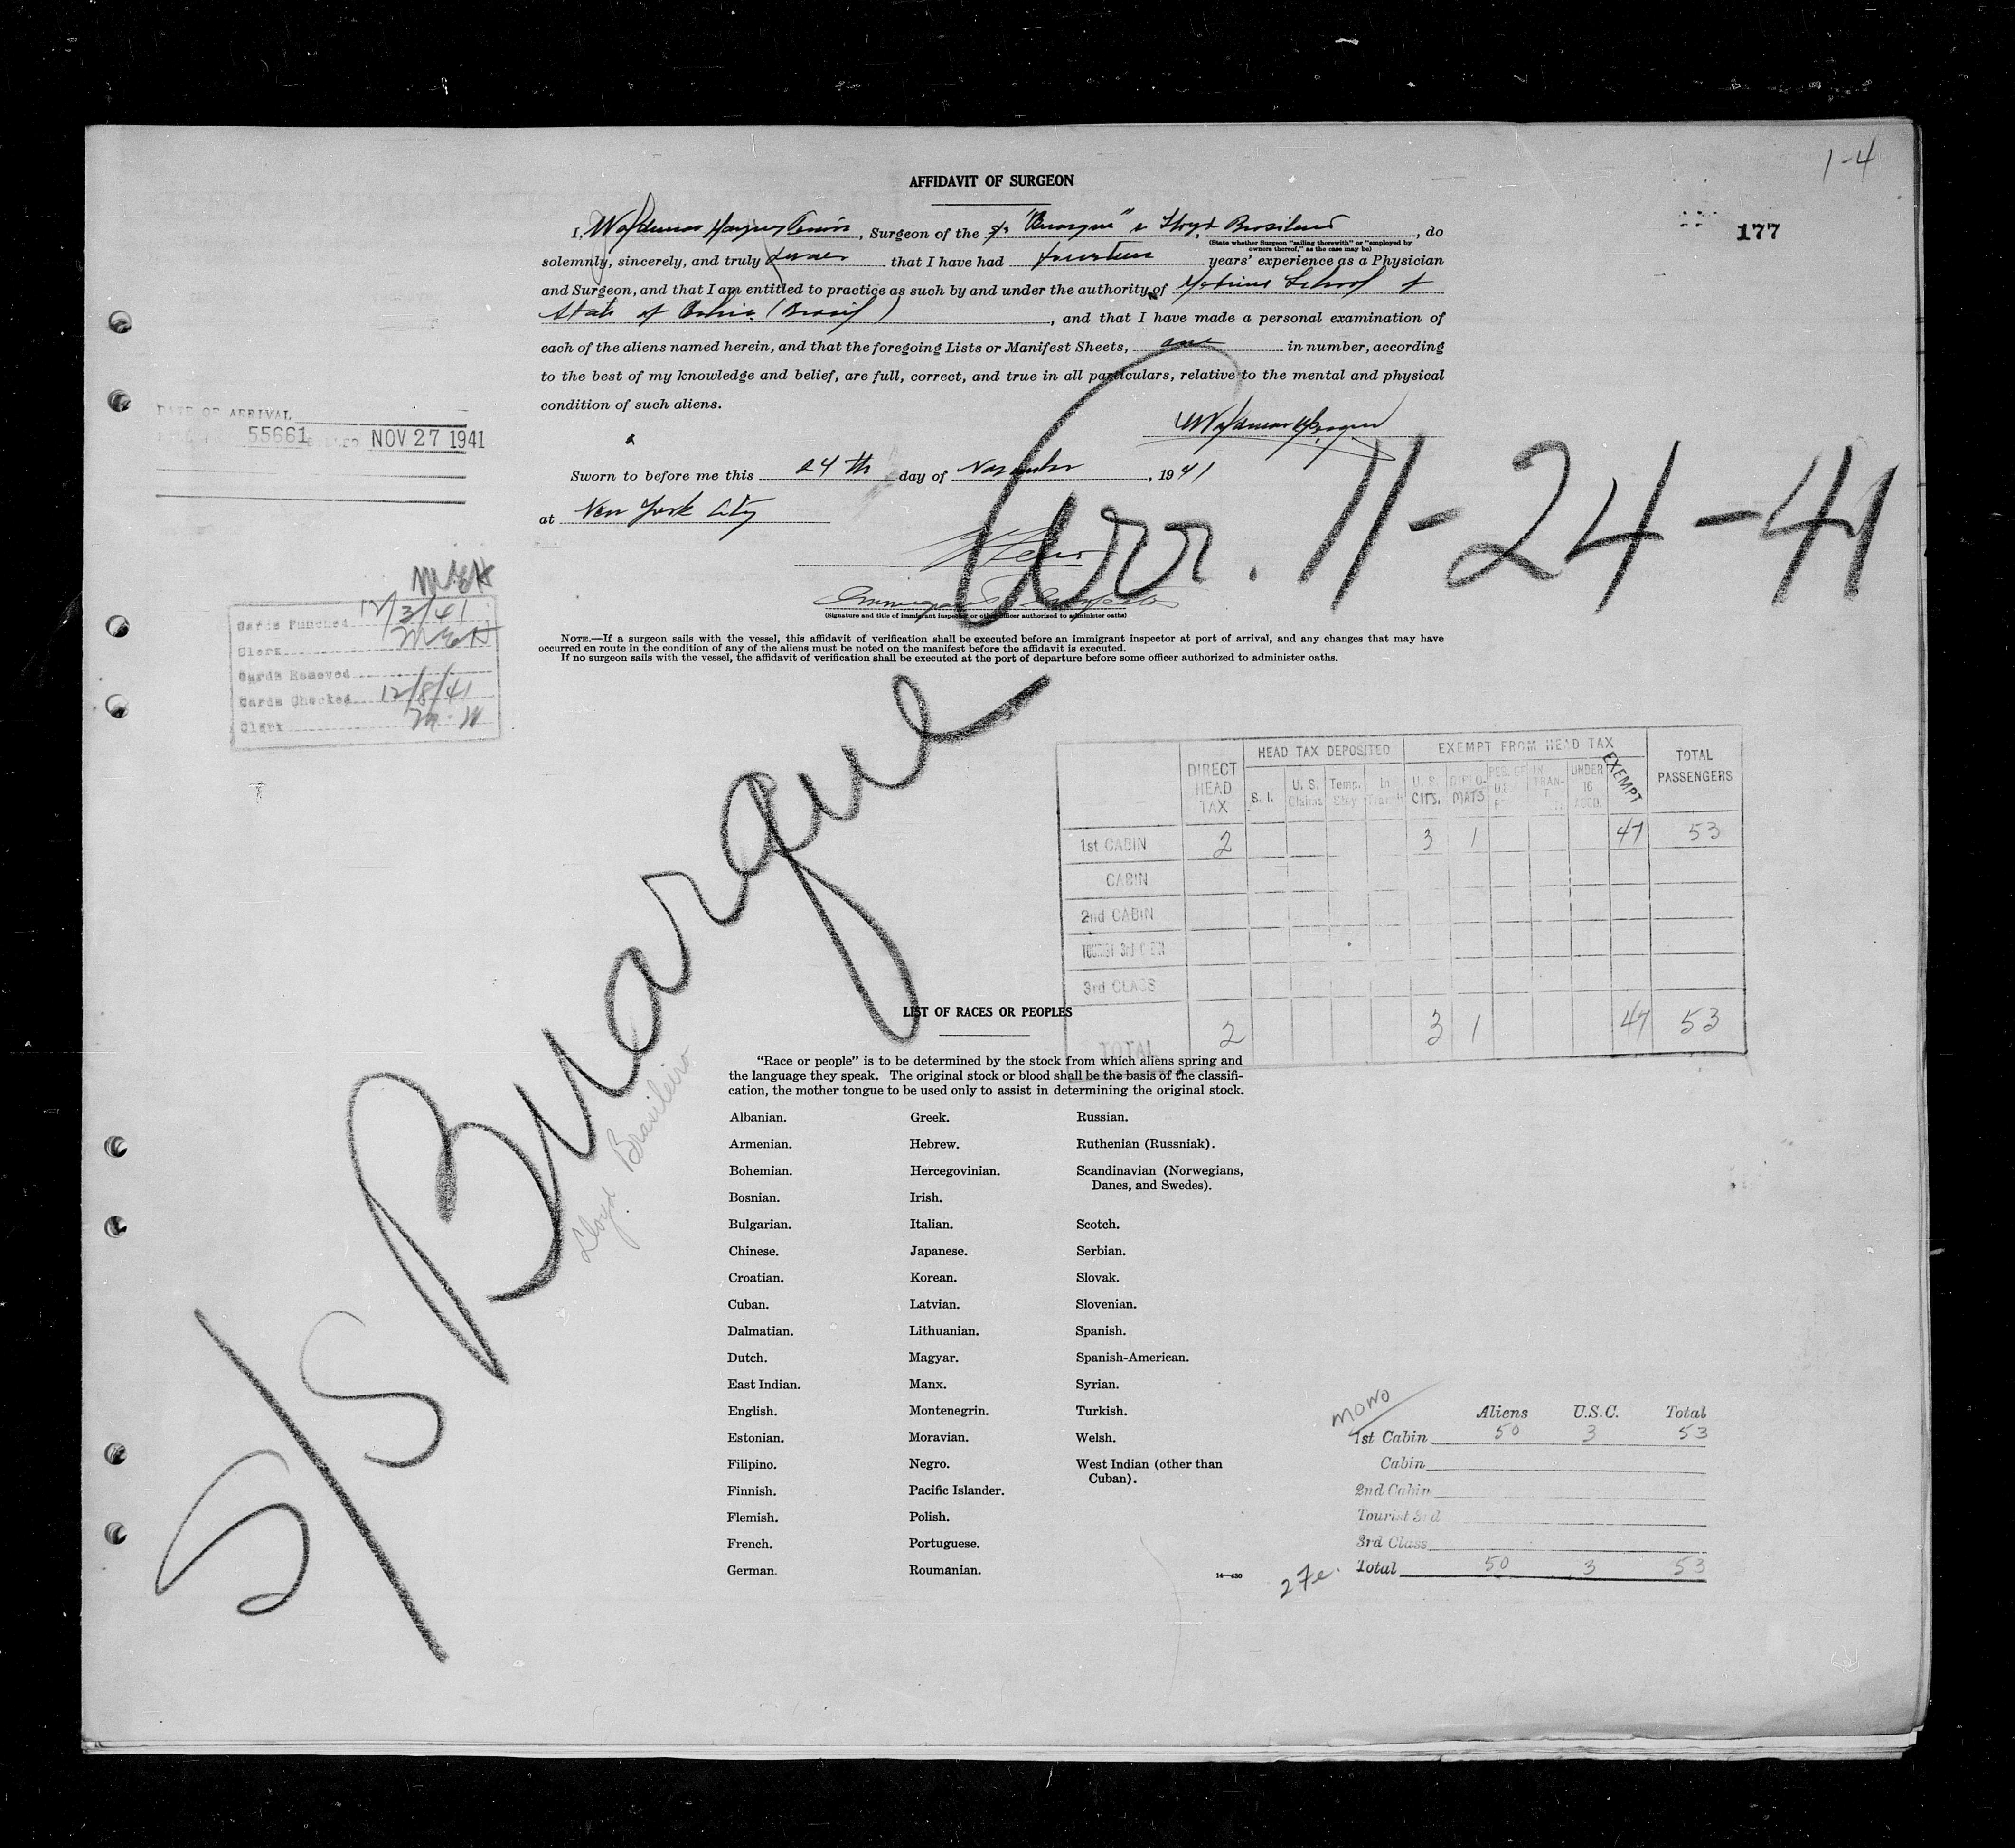 1-4
177
AFFIDAVIT OF SURGEON
I, Waldemar, Surgeon of the S/s "Buarque" Lloyd Brasileiro, do
(State whether Surgeon "sailing therewith" or "employed by
owners thereof," as the case may be)
solemnly, sincerely, and truly swear that I have had fourteen years' experience as a Physician
and Surgeon, and that I am entitled to practice as such by and under the authority of School of
State of Bahia (Brasil), and that I have made a personal examination of
each of the aliens named herein, and that the foregoing Lists or Manifest Sheets, one in number, according
to the best of my knowledge and belief, are full, correct, and true in all particulars, relative to the mental and physical
condition of such aliens.
Sworn to before me this 24th day of November, 1941
at New York City
Immigrant Inspector
(Signature and title of immigrant inspector or other officer authorized to administer oaths)
NOTE.—If a surgeon sails with the vessel, this affidavit of verification shall be executed before an immigrant inspector at port of arrival, and any changes that may have
occurred en route in the condition of any of the aliens must be noted on the manifest before the affidavit is executed.
If no surgeon sails with the vessel, the affidavit of verification shall be executed at the port of departure before some officer authorized to administer oaths.
DATE OF ARRIVAL
55661 NOV 27 1941
Arr. 11-24-41
MEK
Cards Punched 12/3/41
Clerk MEK
Cards Removed
Cards Checked 12/8/41
Clerk
S/S Buarque
Lloyd Brasileiro
DIRECT HEAD TAX HEAD TAX DEPOSITED EXEMPT FROM HEAD TAX TOTAL PASSENGERS
S. I. U. S. Claims Temp. Stay In Transit U. S. CITS. DIPLO-MATS UNDER 16 EXEMPT
1st CABIN 2 3 1 47 53
CABIN
2nd CABIN
TOURIST 3rd CABIN
3rd CLASS
TOTAL 2 3 1 47 53
LIST OF RACES OR PEOPLES
"Race or people" is to be determined by the stock from which aliens spring and
the language they speak. The original stock or blood shall be the basis of the classifi-
cation, the mother tongue to be used only to assist in determining the original stock.
Albanian. Greek. Russian.
Armenian. Hebrew. Ruthenian (Russniak).
Bohemian. Hercegovinian. Scandinavian (Norwegians,
Danes, and Swedes).
Bosnian. Irish.
Bulgarian. Italian. Scotch.
Chinese. Japanese. Serbian.
Croatian. Korean. Slovak.
Cuban. Latvian. Slovenian.
Dalmatian. Lithuanian. Spanish.
Dutch. Magyar. Spanish-American.
East Indian. Manx. Syrian.
English. Montenegrin. Turkish.
Estonian. Moravian. Welsh.
Filipino. Negro. West Indian (other than
Cuban).
Finnish. Pacific Islander.
Flemish. Polish.
French. Portuguese.
German. Roumanian.
14—430
mowo
Aliens U.S.C. Total
1st Cabin 50 3 53
Cabin
2nd Cabin
Tourist 3rd
3rd Class
Total 50 3 53